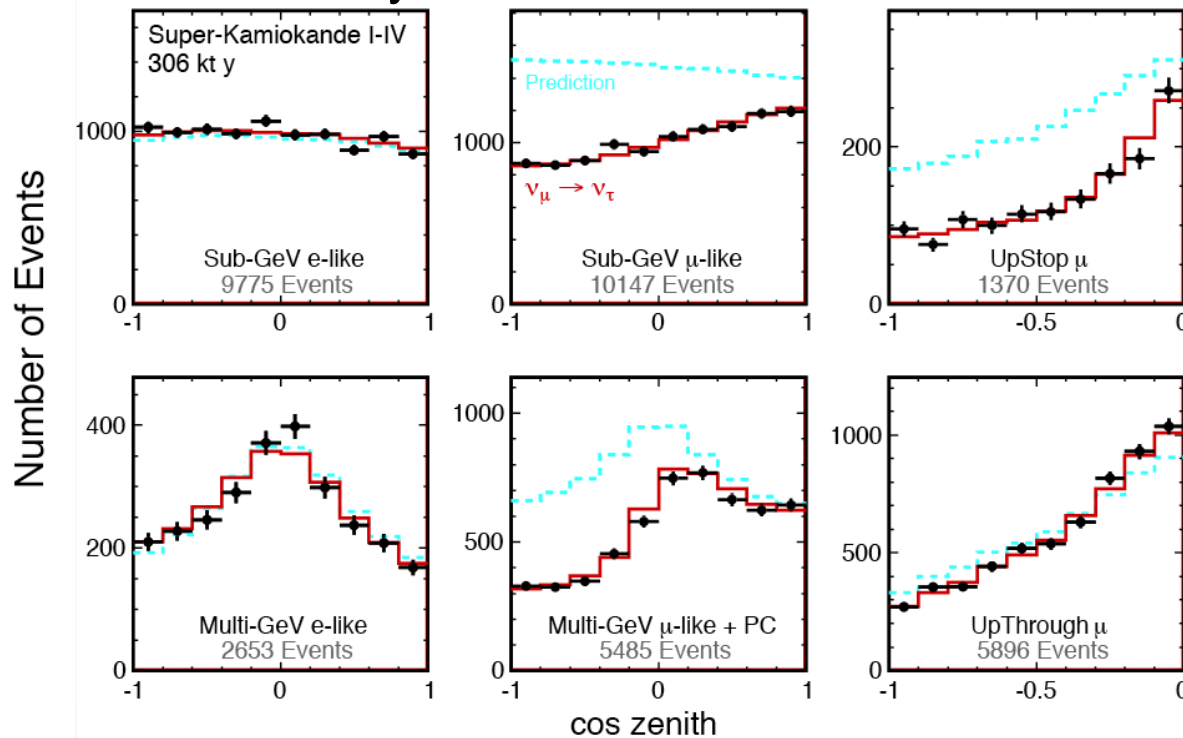 Super-Kamiokande I-IV
306 kt y
Prediction
1000
1000
200
νμ → ντ
Sub-GeV e-like
9775 Events
Sub-GeV μ-like
10147 Events
UpStop μ
1370 Events
0
0
0
-1 0 1
-1 0 1
-1 -0.5 0
Number of Events
400
200
0
1000
500
0
1000
500
0
Multi-GeV e-like
2653 Events
Multi-GeV μ-like + PC
5485 Events
UpThrough μ
5896 Events
-1 0 1
-1 0 1
-1 -0.5 0
cos zenith